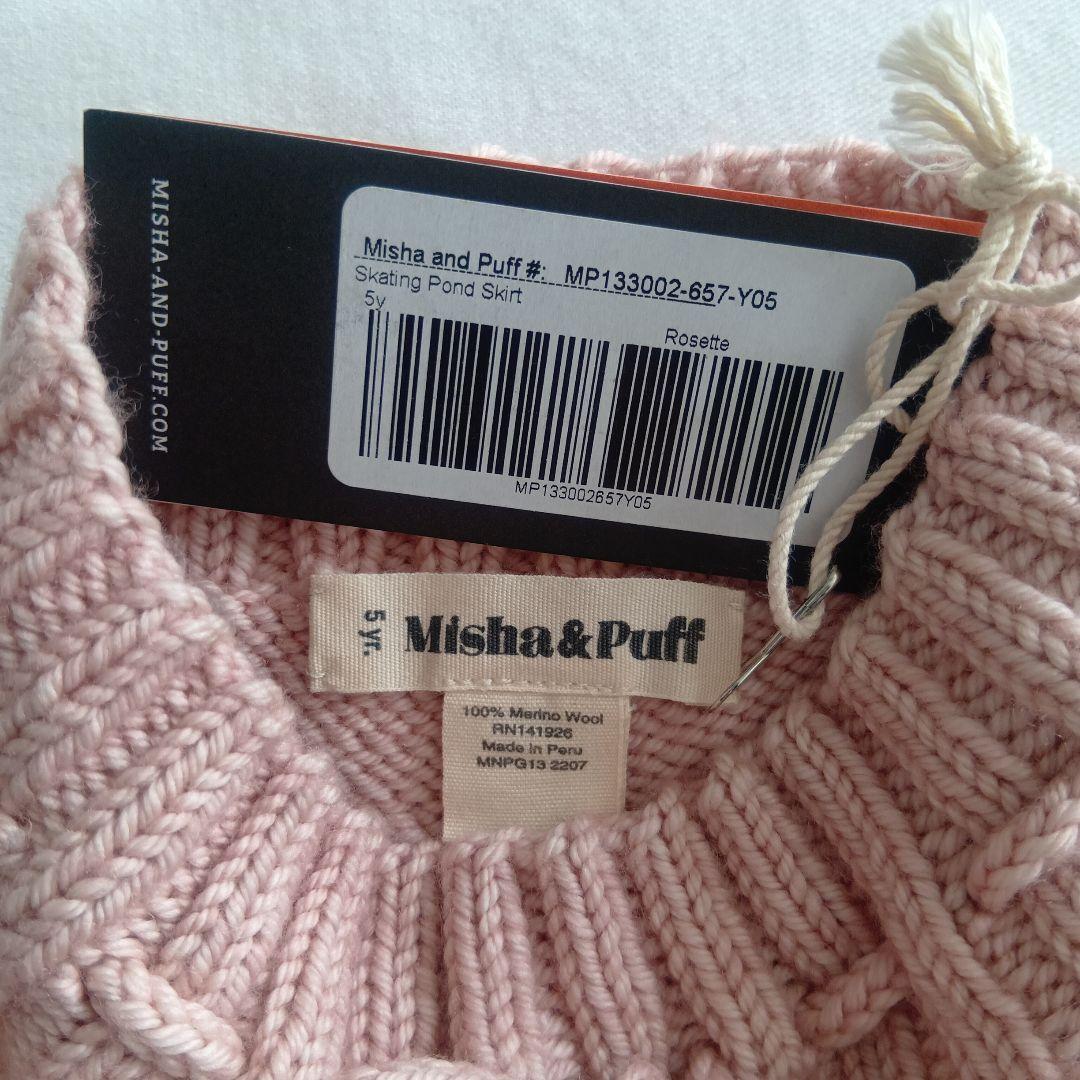 MISHA-AND-PUFF.COM
Misha and Puff #: MP133002-657-Y05
Skating Pond Skirt
5y
Rosette
MP133002657Y05
5 yr.
Misha&Puff
100% Merino Wool
RN141926
Made in Peru
MNPG13 2207